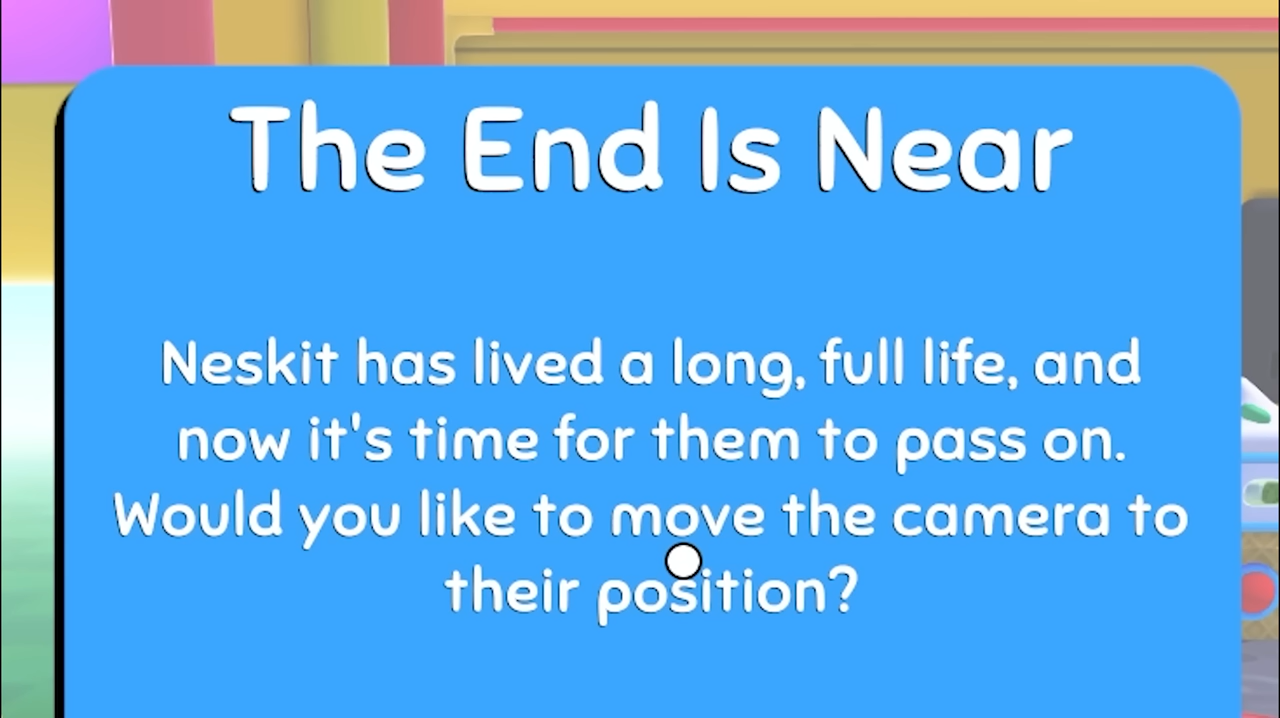 The End Is Near
Neskit has lived a long, full life, and
now it's time for them to pass on.
Would you like to move the camera to
their position?